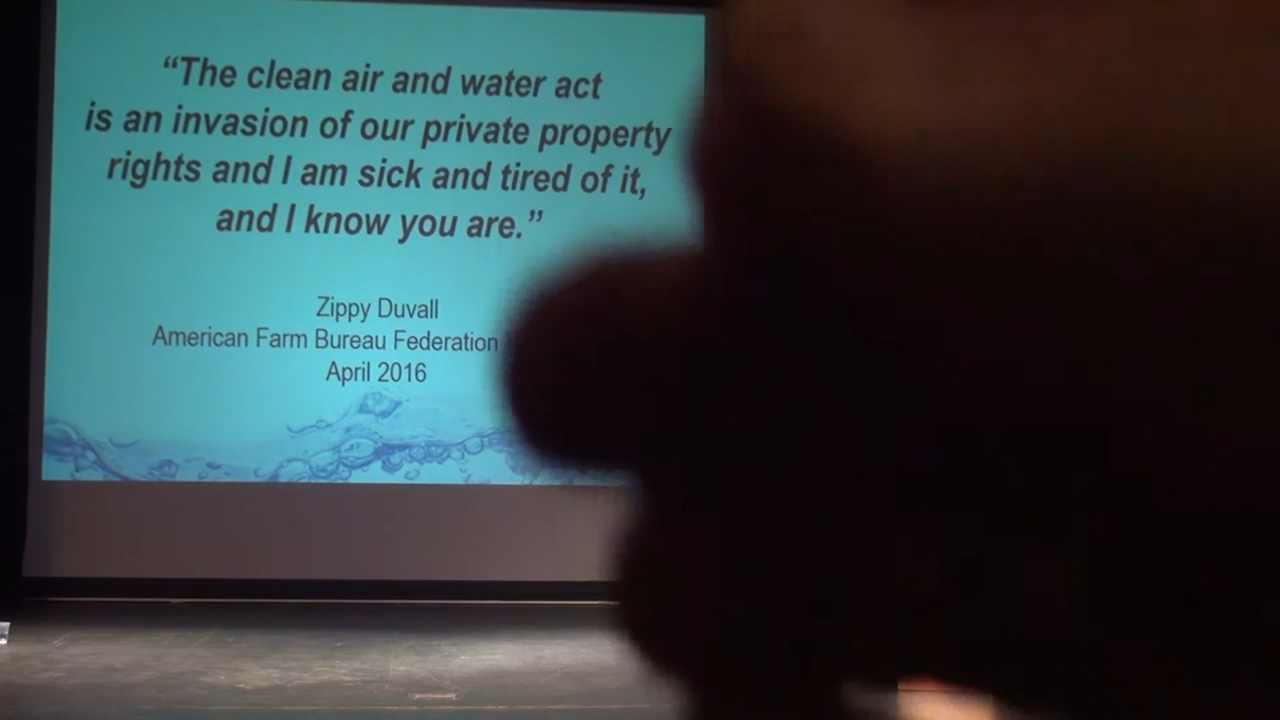 “The clean air and water act
is an invasion of our private property
rights and I am sick and tired of it,
and I know you are.”
Zippy Duvall
American Farm Bureau Federation
April 2016